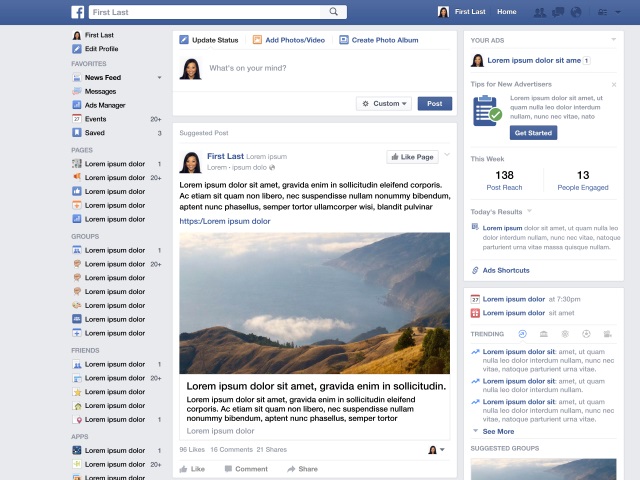 f
First Last
First Last
Home
First Last
Edit Profile
FAVORITES
News Feed
Messages
Ads Manager
Events 20+
Saved 3
PAGES
Lorem ipsum dolor 1
Lorem ipsum dolor 20+
Lorem ipsum dolor
Lorem ipsum dolor
Lorem ipsum dolor
GROUPS
Lorem ipsum dolor 1
Lorem ipsum dolor 20+
Lorem ipsum dolor
Lorem ipsum dolor
Lorem ipsum dolor
Lorem ipsum dolor
Lorem ipsum dolor
FRIENDS
Lorem ipsum dolor 1
Lorem ipsum dolor 20+
Lorem ipsum dolor
Lorem ipsum dolor
Lorem ipsum dolor
APPS
Lorem ipsum dolor 1
Lorem ipsum dolor 20+
Lorem ipsum dolor
Update Status
Add Photos/Video
Create Photo Album
What's on your mind?
Custom
Post
Suggested Post
First Last Lorem ipsum
Lorem · ipsum dolo
Like Page
Lorem ipsum dolor sit amet, gravida enim in sollicitudin eleifend corporis.
Ac etiam sit quam non libero, nec suspendisse nullam nonummy bibendum,
aptent nunc phasellus, semper tortor ullamcorper wisi, blandit pulvinar
https:/Lorem ipsum dolor
Lorem ipsum dolor sit amet, gravida enim in sollicitudin.
Lorem ipsum dolor sit amet, gravida enim in sollicitudin eleifend
corporis. Ac etiam sit quam non libero, nec suspendisse nullam
nonummy bibendum, aptent nunc phasellus, semper tortor
Lorem ipsum dolor
96 Likes 16 Comments 21 Shares
Like
Comment
Share
YOUR ADS
Lorem ipsum dolor sit ame 1
Tips for New Advertisers
Lorem ipsum dolor sit amet, ut
quam nullam leo dolor interdum
nullam, nunc nec vitae, nato
Get Started
This Week
138
Post Reach
13
People Engaged
Today's Results
Lorem ipsum dolor sit amet, ut quam nullam leo
dolor interdum nullam, nunc nec vitae, natoque
parturient urna vitae massa quisque nullam.
Ads Shortcuts
27 Lorem ipsum dolor at 7:30pm
Lorem ipsum dolor sit amet
TRENDING
Lorem ipsum dolor sit: amet, ut quam
nulla leo dolor interdum nullam, nunc nec
vitae, natoque parturient urna vitae.
Lorem ipsum dolor sit: amet, ut quam
nulla leo dolor interdum nullam.
Lorem ipsum dolor sit: amet, ut quam
nulla leo dolor interdum nullam, nunc nec
vitae, natoque parturient urna vitae.
See More
SUGGESTED GROUPS